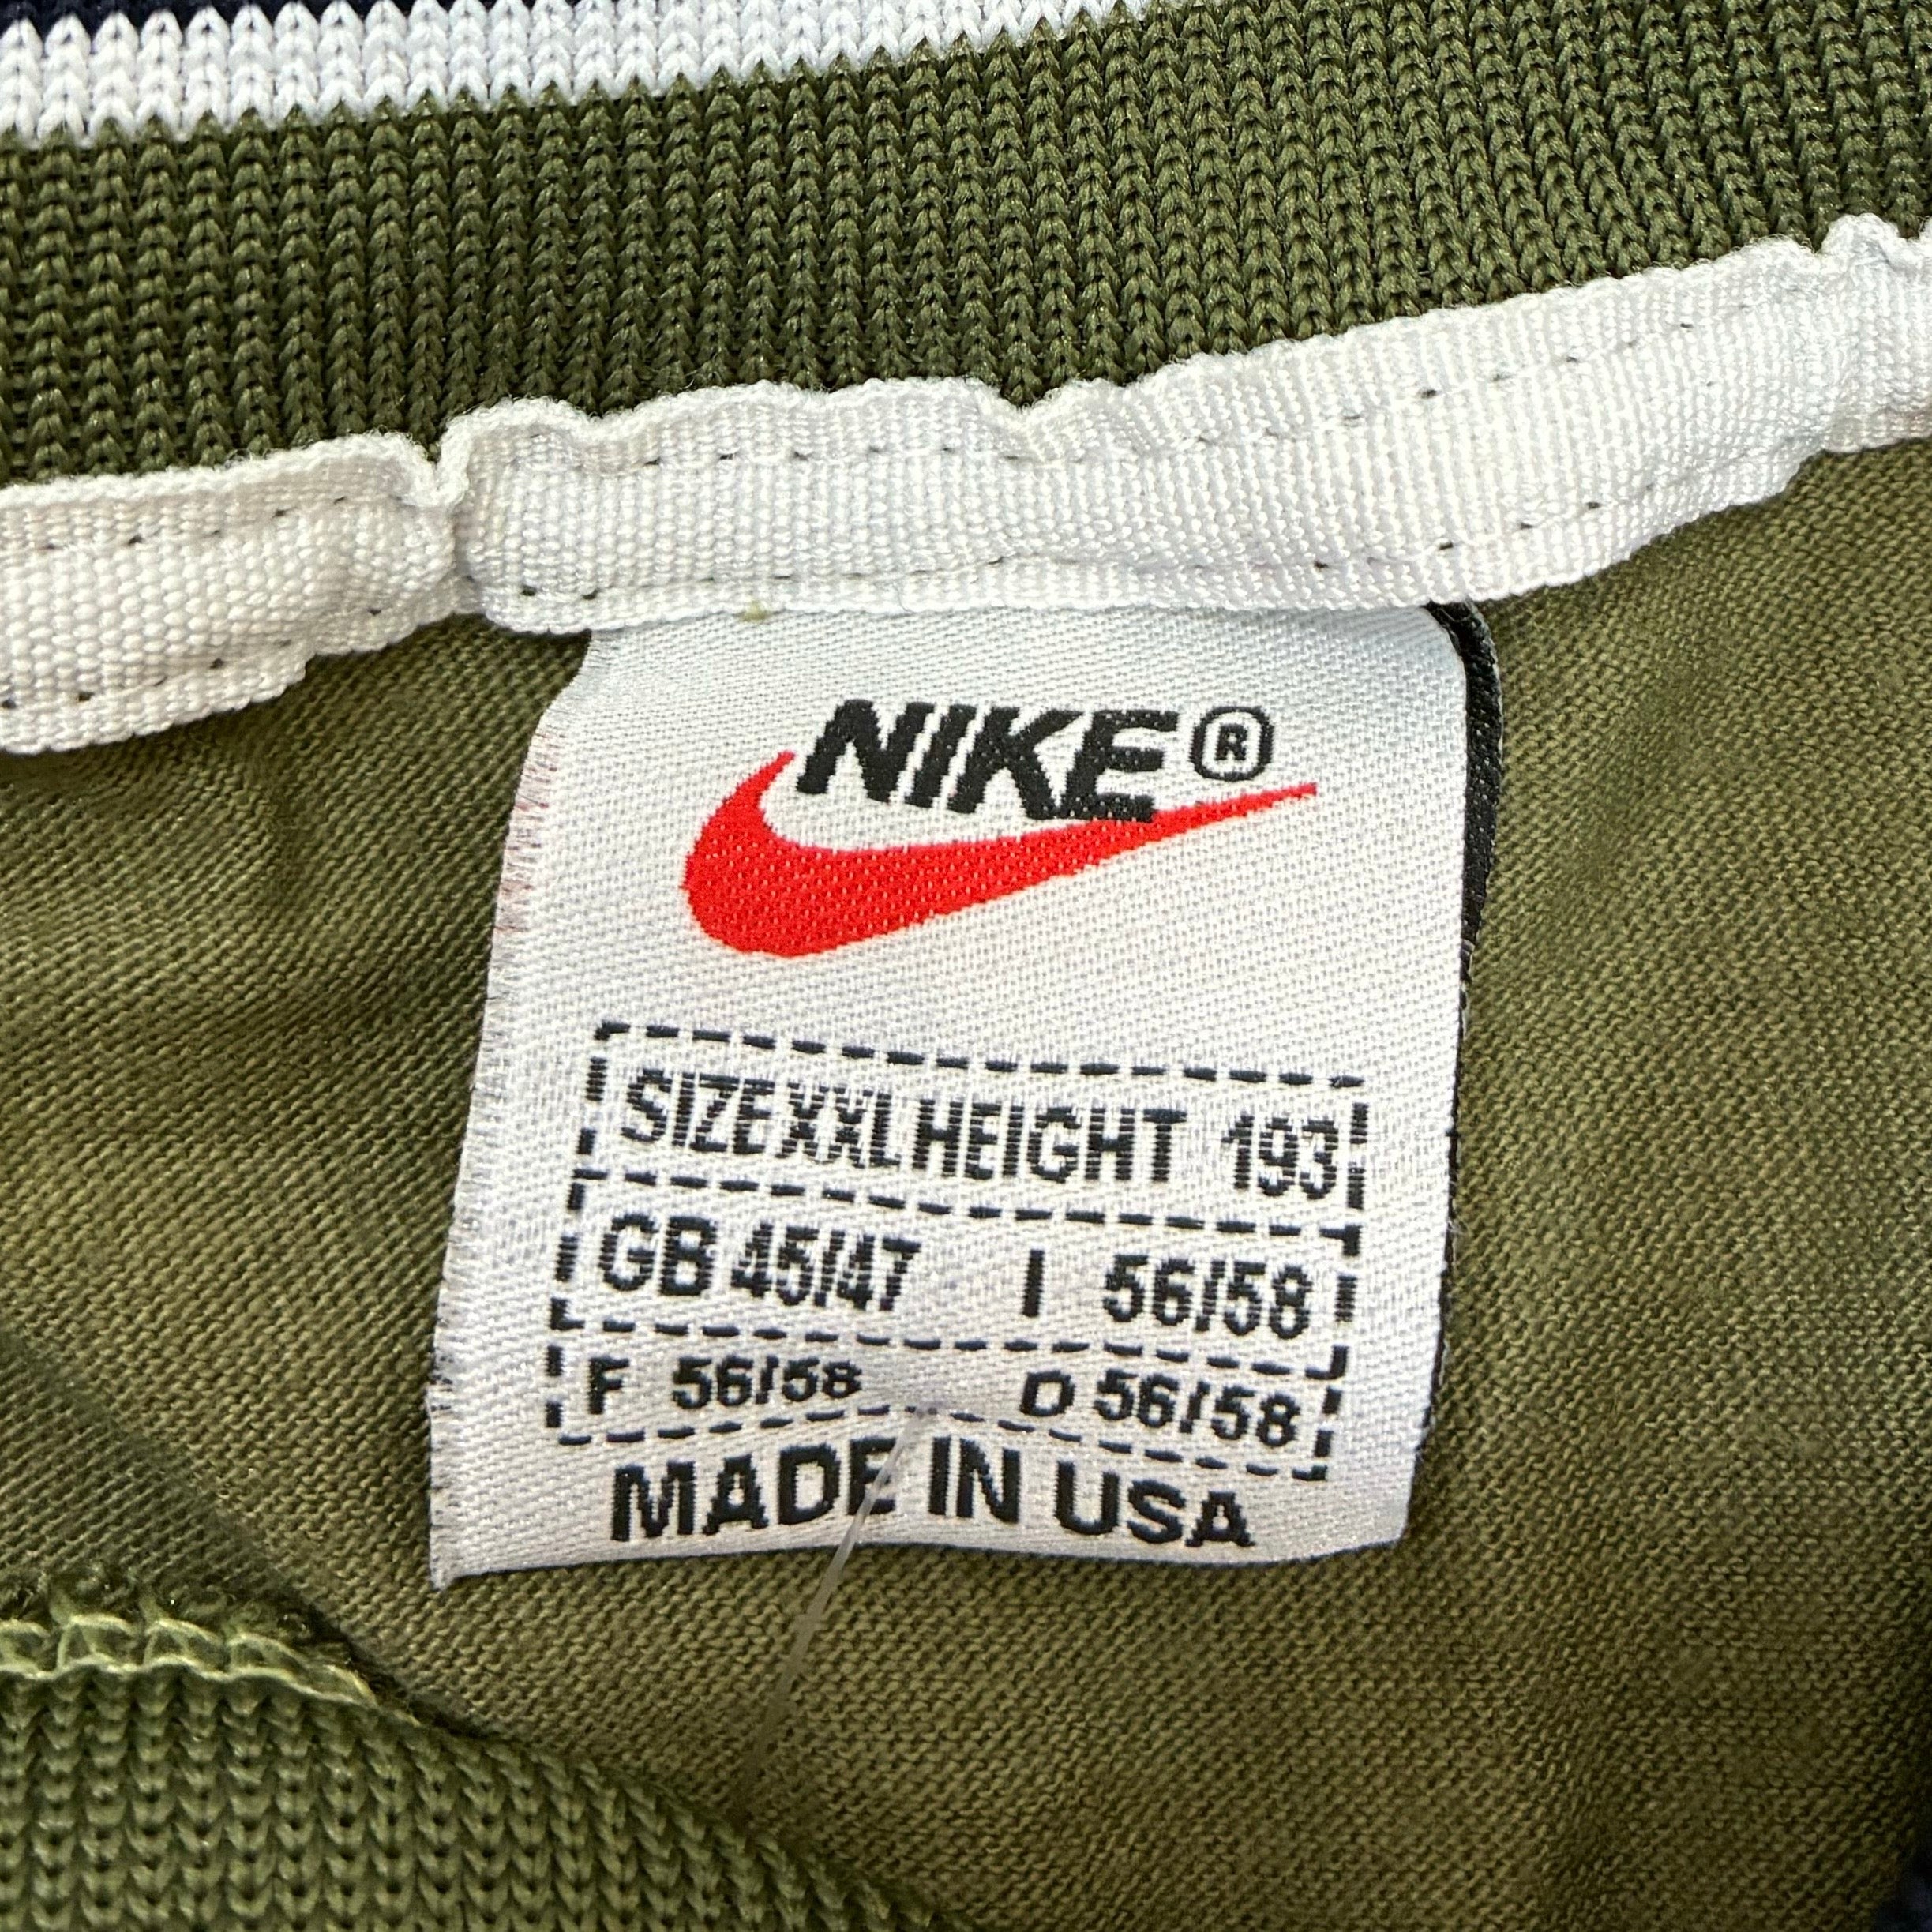 NIKE®
SIZE XXL HEIGHT 193
GB 45/47 I 56/58
F 56/58 D 56/58
MADE IN USA